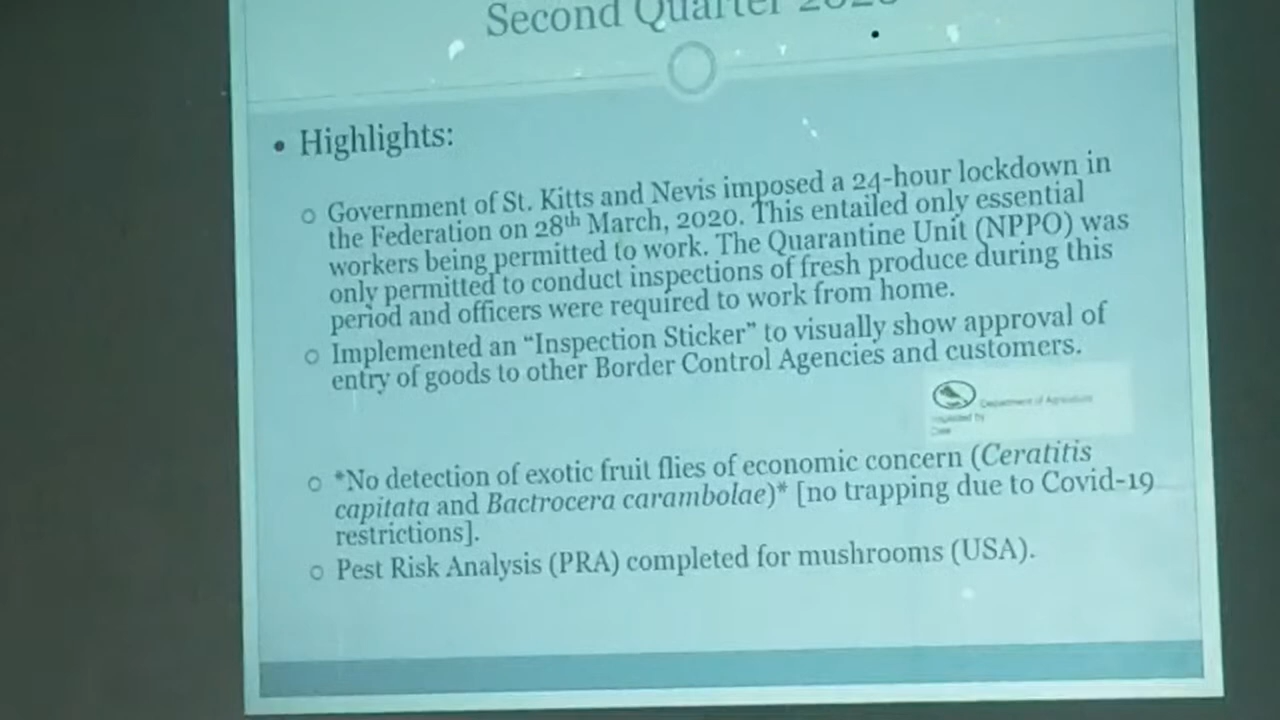 Second Quarter 2020
Highlights:
Government of St. Kitts and Nevis imposed a 24-hour lockdown in
the Federation on 28th March, 2020. This entailed only essential
workers being permitted to work. The Quarantine Unit (NPPO) was
only permitted to conduct inspections of fresh produce during this
period and officers were required to work from home.
Implemented an “Inspection Sticker” to visually show approval of
entry of goods to other Border Control Agencies and customers.
Department of Agriculture
Inspected by
Date
*No detection of exotic fruit flies of economic concern (Ceratitis
capitata and Bactrocera carambolae)* [no trapping due to Covid-19
restrictions].
Pest Risk Analysis (PRA) completed for mushrooms (USA).